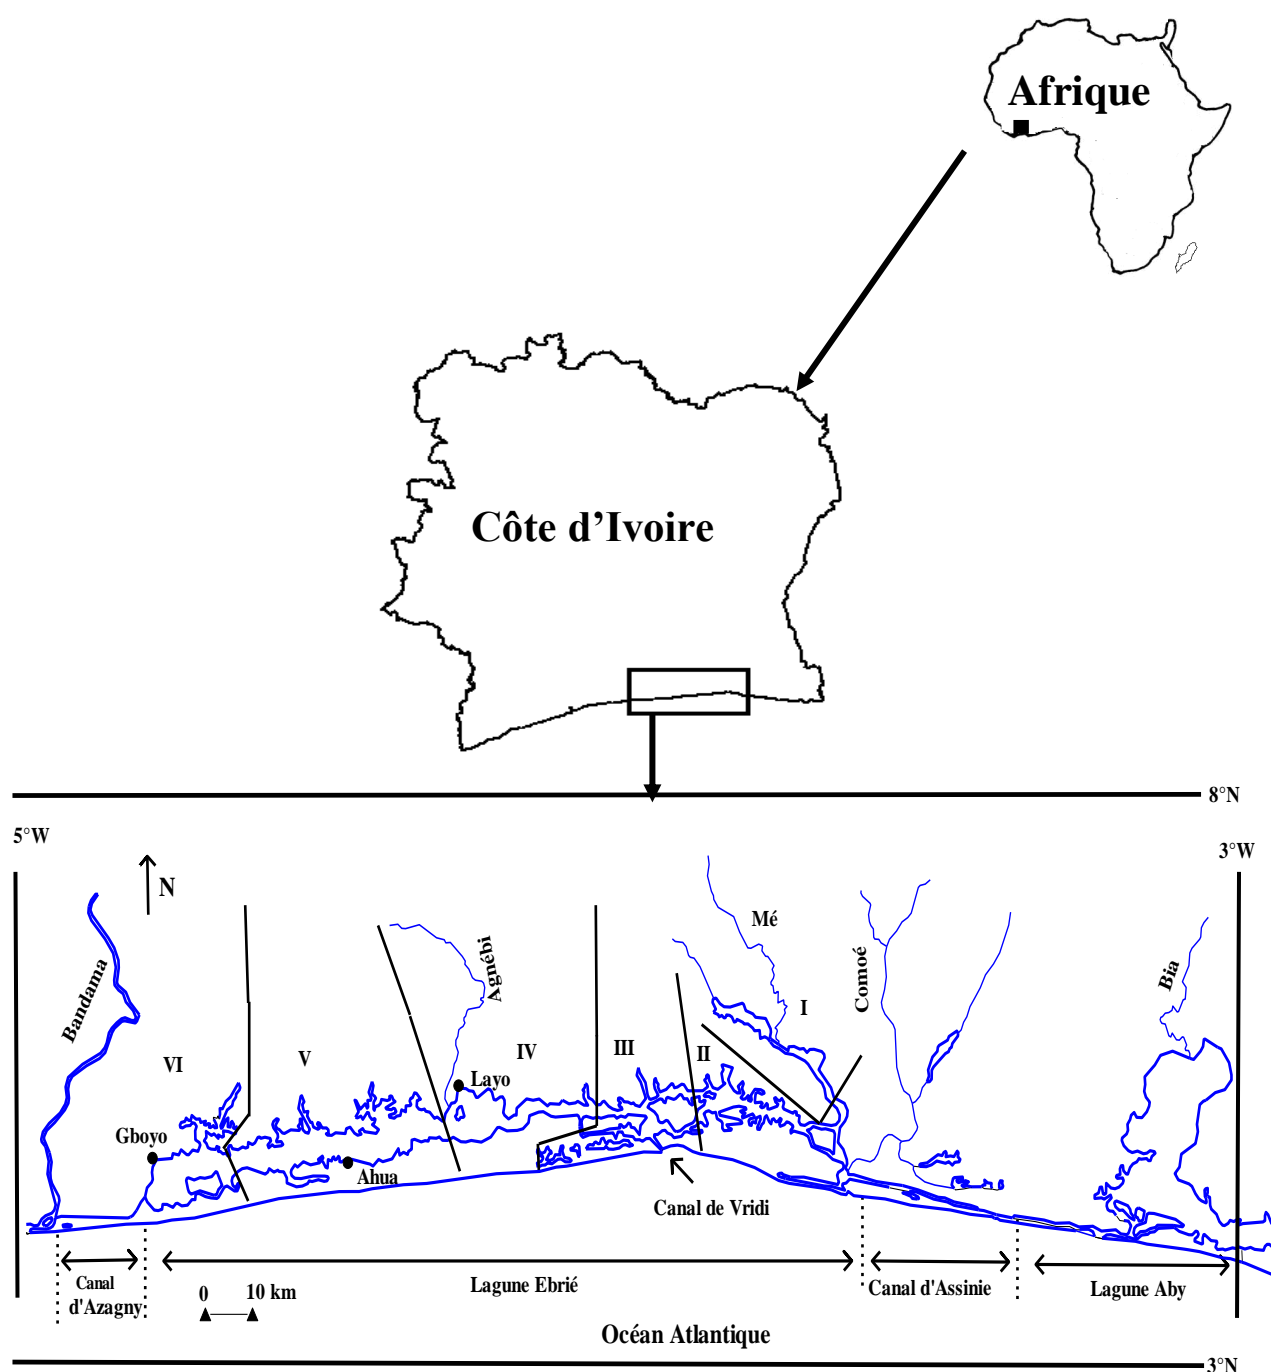 Afrique
Côte d’Ivoire
8°N
5°W
3°W
N
Bandama
Agnébi
Mé
I
Comoé
Bia
VI
V
IV
III
II
Layo
Gboyo
Ahua
Canal de Vridi
Canal
d'Azagny
0 10 km
Lagune Ebrié
Canal d'Assinie
Lagune Aby
Océan Atlantique
3°N